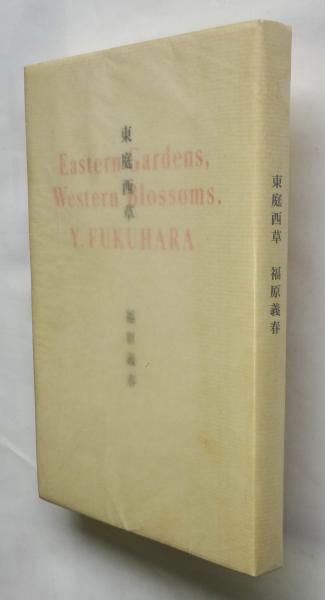 東庭西草
Eastern Gardens,
Western Blossoms.
Y. FUKUHARA
福原義春
東庭西草 福原義春